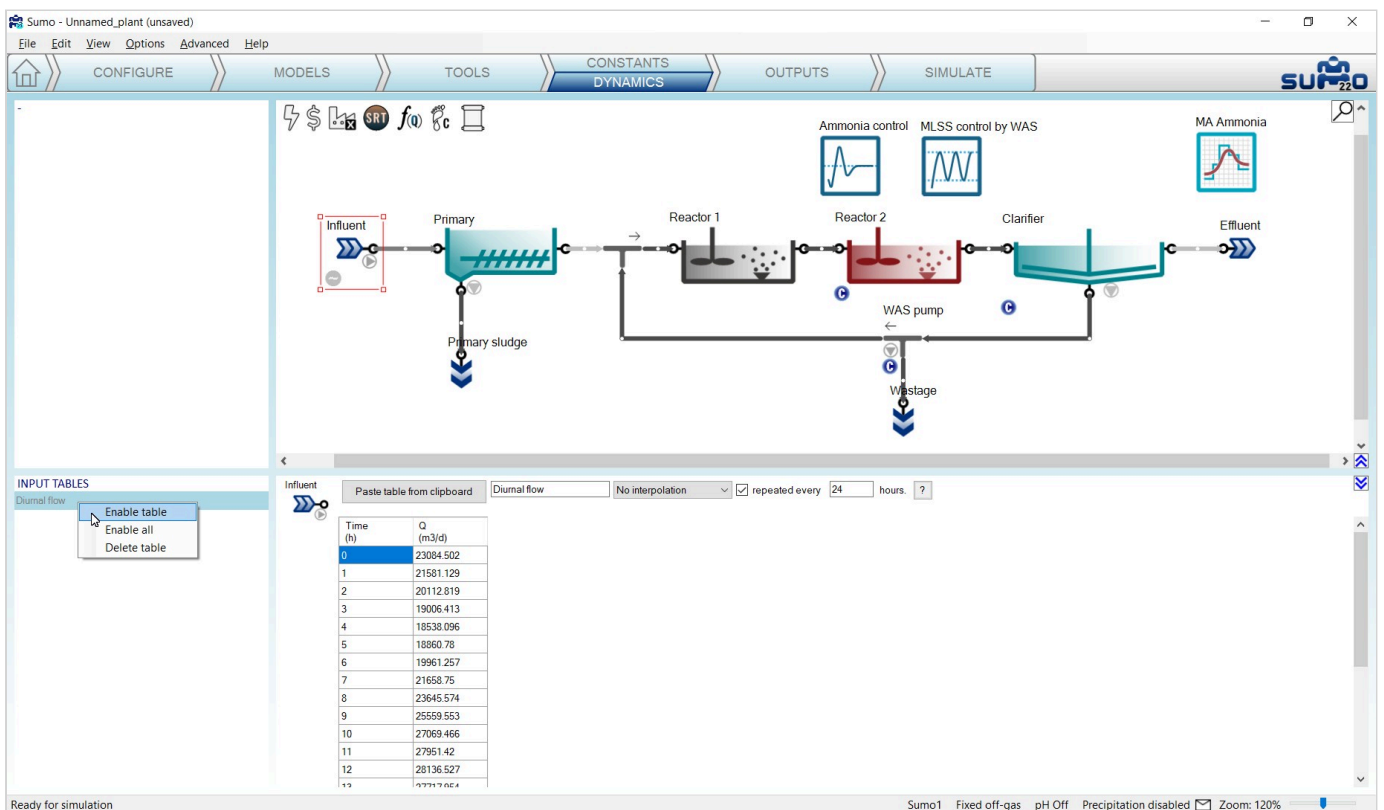 Sumo - Unnamed_plant (unsaved)
File Edit View Options Advanced Help
CONFIGURE MODELS TOOLS CONSTANTS DYNAMICS OUTPUTS SIMULATE
SUMO 22
-
$ x SRT f(Q) C
Ammonia control MLSS control by WAS MA Ammonia
Influent Primary Reactor 1 Reactor 2 Clarifier Effluent
C C
WAS pump
C
Primary sludge
Wastage
INPUT TABLES
Diurnal flow
Enable table
Enable all
Delete table
Influent Paste table from clipboard Diurnal flow No interpolation repeated every 24 hours. ?
Time (h) Q (m3/d)
0 23084.502
1 21581.129
2 20112.819
3 19006.413
4 18538.096
5 18860.78
6 19961.257
7 21658.75
8 23645.574
9 25559.553
10 27069.466
11 27951.42
12 28136.527
13 27717.954
Ready for simulation Sumo1 Fixed off-gas pH Off Precipitation disabled Zoom: 120%